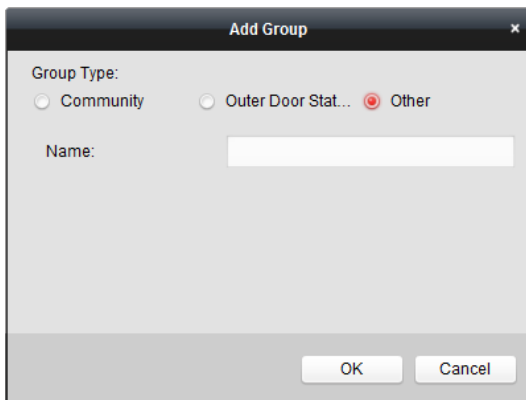 Add Group ×
Group Type:
Community Outer Door Stat... Other
Name:
OK Cancel